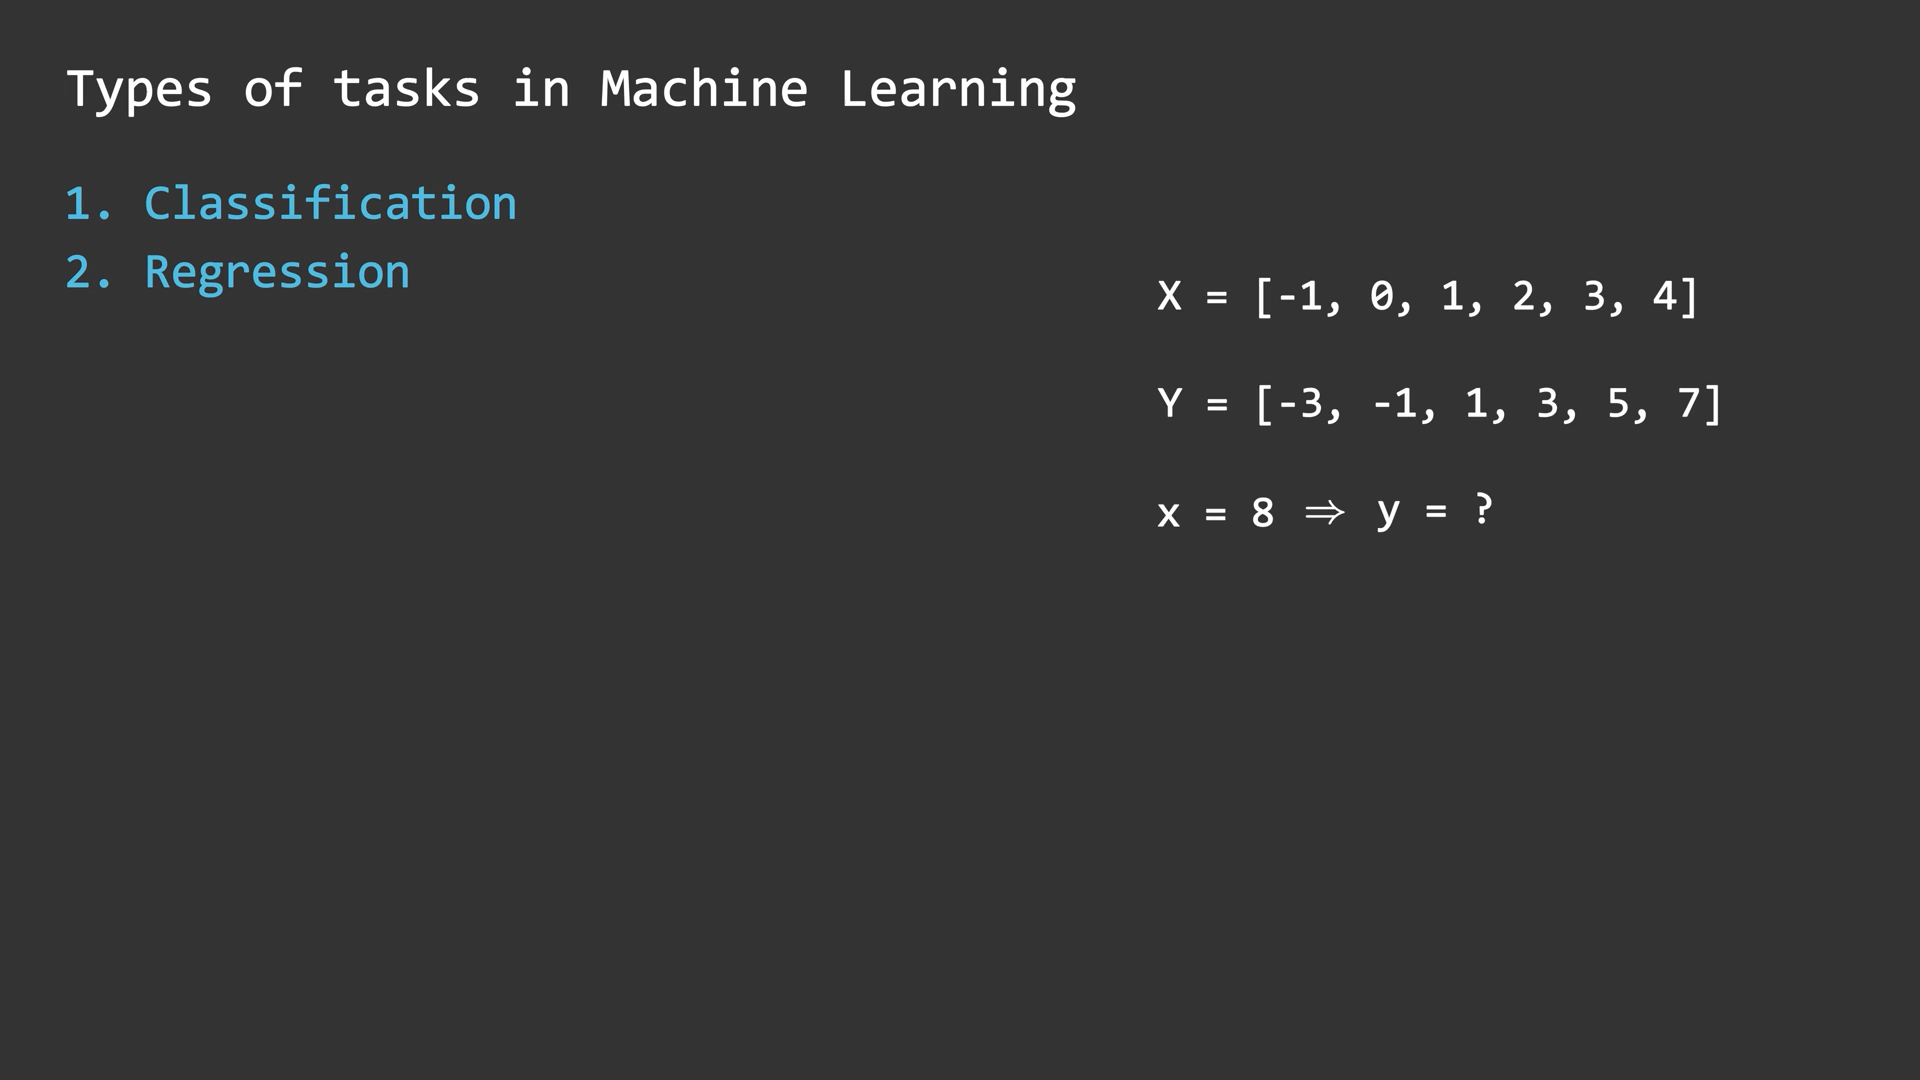 Types of tasks in Machine Learning
1. Classification
2. Regression
X = [-1, 0, 1, 2, 3, 4]
Y = [-3, -1, 1, 3, 5, 7]
x = 8 ⇒ y = ?